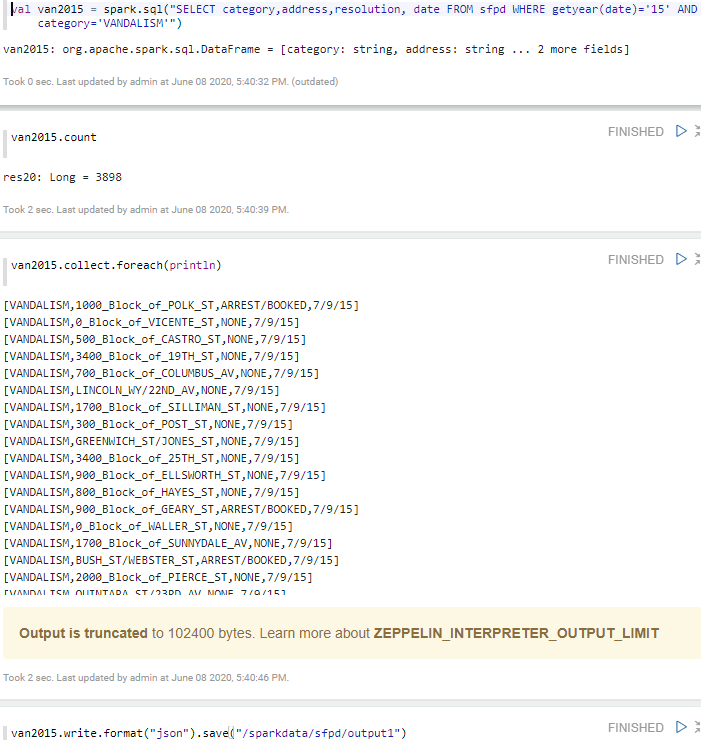 val van2015 = spark.sql("SELECT category,address,resolution, date FROM sfpd WHERE getyear(date)='15' AND
category='VANDALISM'")
van2015: org.apache.spark.sql.DataFrame = [category: string, address: string ... 2 more fields]
Took 0 sec. Last updated by admin at June 08 2020, 5:40:32 PM. (outdated)
van2015.count
FINISHED
res20: Long = 3898
Took 2 sec. Last updated by admin at June 08 2020, 5:40:39 PM.
van2015.collect.foreach(println)
FINISHED
[VANDALISM,1000_Block_of_POLK_ST,ARREST/BOOKED,7/9/15]
[VANDALISM,0_Block_of_VICENTE_ST,NONE,7/9/15]
[VANDALISM,500_Block_of_CASTRO_ST,NONE,7/9/15]
[VANDALISM,3400_Block_of_19TH_ST,NONE,7/9/15]
[VANDALISM,700_Block_of_COLUMBUS_AV,NONE,7/9/15]
[VANDALISM,LINCOLN_WY/22ND_AV,NONE,7/9/15]
[VANDALISM,1700_Block_of_SILLIMAN_ST,NONE,7/9/15]
[VANDALISM,300_Block_of_POST_ST,NONE,7/9/15]
[VANDALISM,GREENWICH_ST/JONES_ST,NONE,7/9/15]
[VANDALISM,3400_Block_of_25TH_ST,NONE,7/9/15]
[VANDALISM,900_Block_of_ELLSWORTH_ST,NONE,7/9/15]
[VANDALISM,800_Block_of_HAYES_ST,NONE,7/9/15]
[VANDALISM,900_Block_of_GEARY_ST,ARREST/BOOKED,7/9/15]
[VANDALISM,0_Block_of_WALLER_ST,NONE,7/9/15]
[VANDALISM,1700_Block_of_SUNNYDALE_AV,NONE,7/9/15]
[VANDALISM,BUSH_ST/WEBSTER_ST,ARREST/BOOKED,7/9/15]
[VANDALISM,2000_Block_of_PIERCE_ST,NONE,7/9/15]
[VANDALISM,QUINTARA_ST/23RD_AV,NONE,7/9/15]
Output is truncated to 102400 bytes. Learn more about ZEPPELIN_INTERPRETER_OUTPUT_LIMIT
Took 2 sec. Last updated by admin at June 08 2020, 5:40:46 PM.
FINISHED
van2015.write.format("json").save("/sparkdata/sfpd/output1")